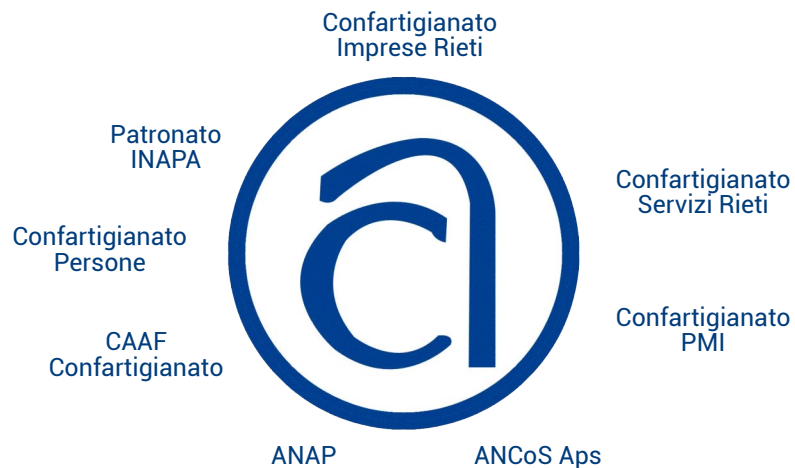 Confartigianato
Imprese Rieti
Patronato
INAPA
Confartigianato
Servizi Rieti
Confartigianato
Persone
Confartigianato
PMI
CAAF
Confartigianato
ANAP
ANCoS Aps